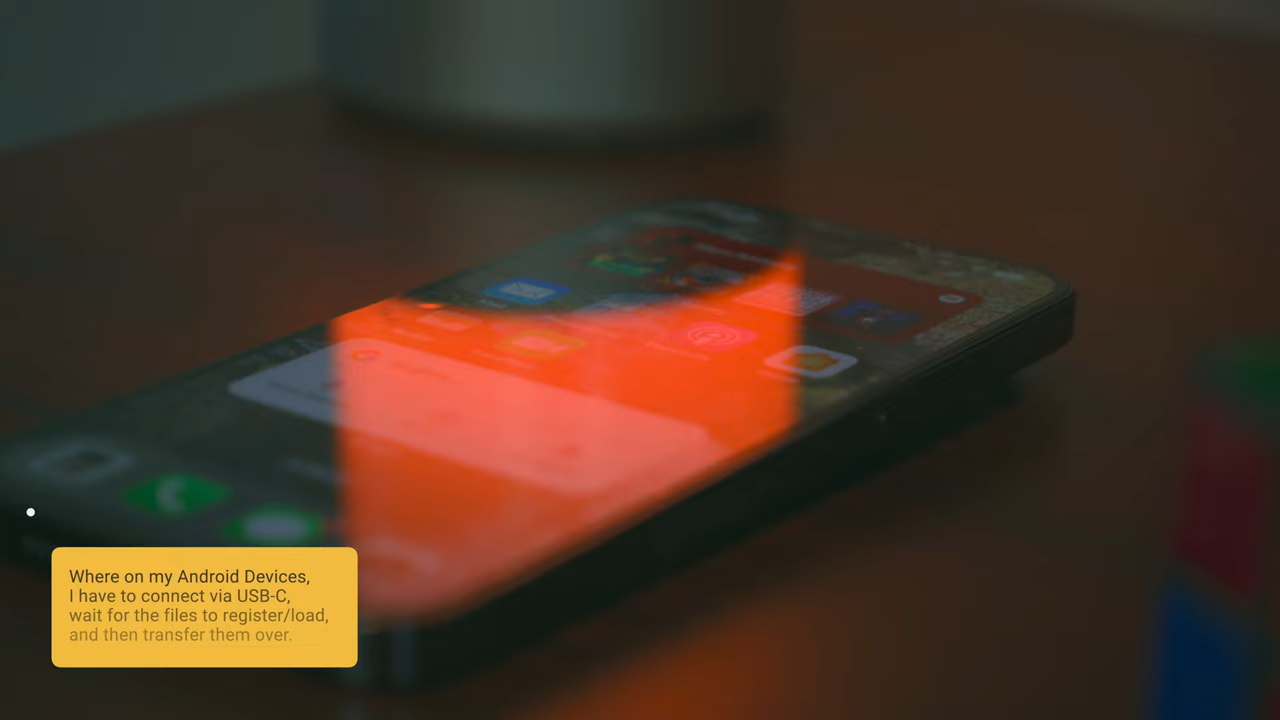 Where on my Android Devices,
I have to connect via USB-C,
wait for the files to register/load,
and then transfer them over.